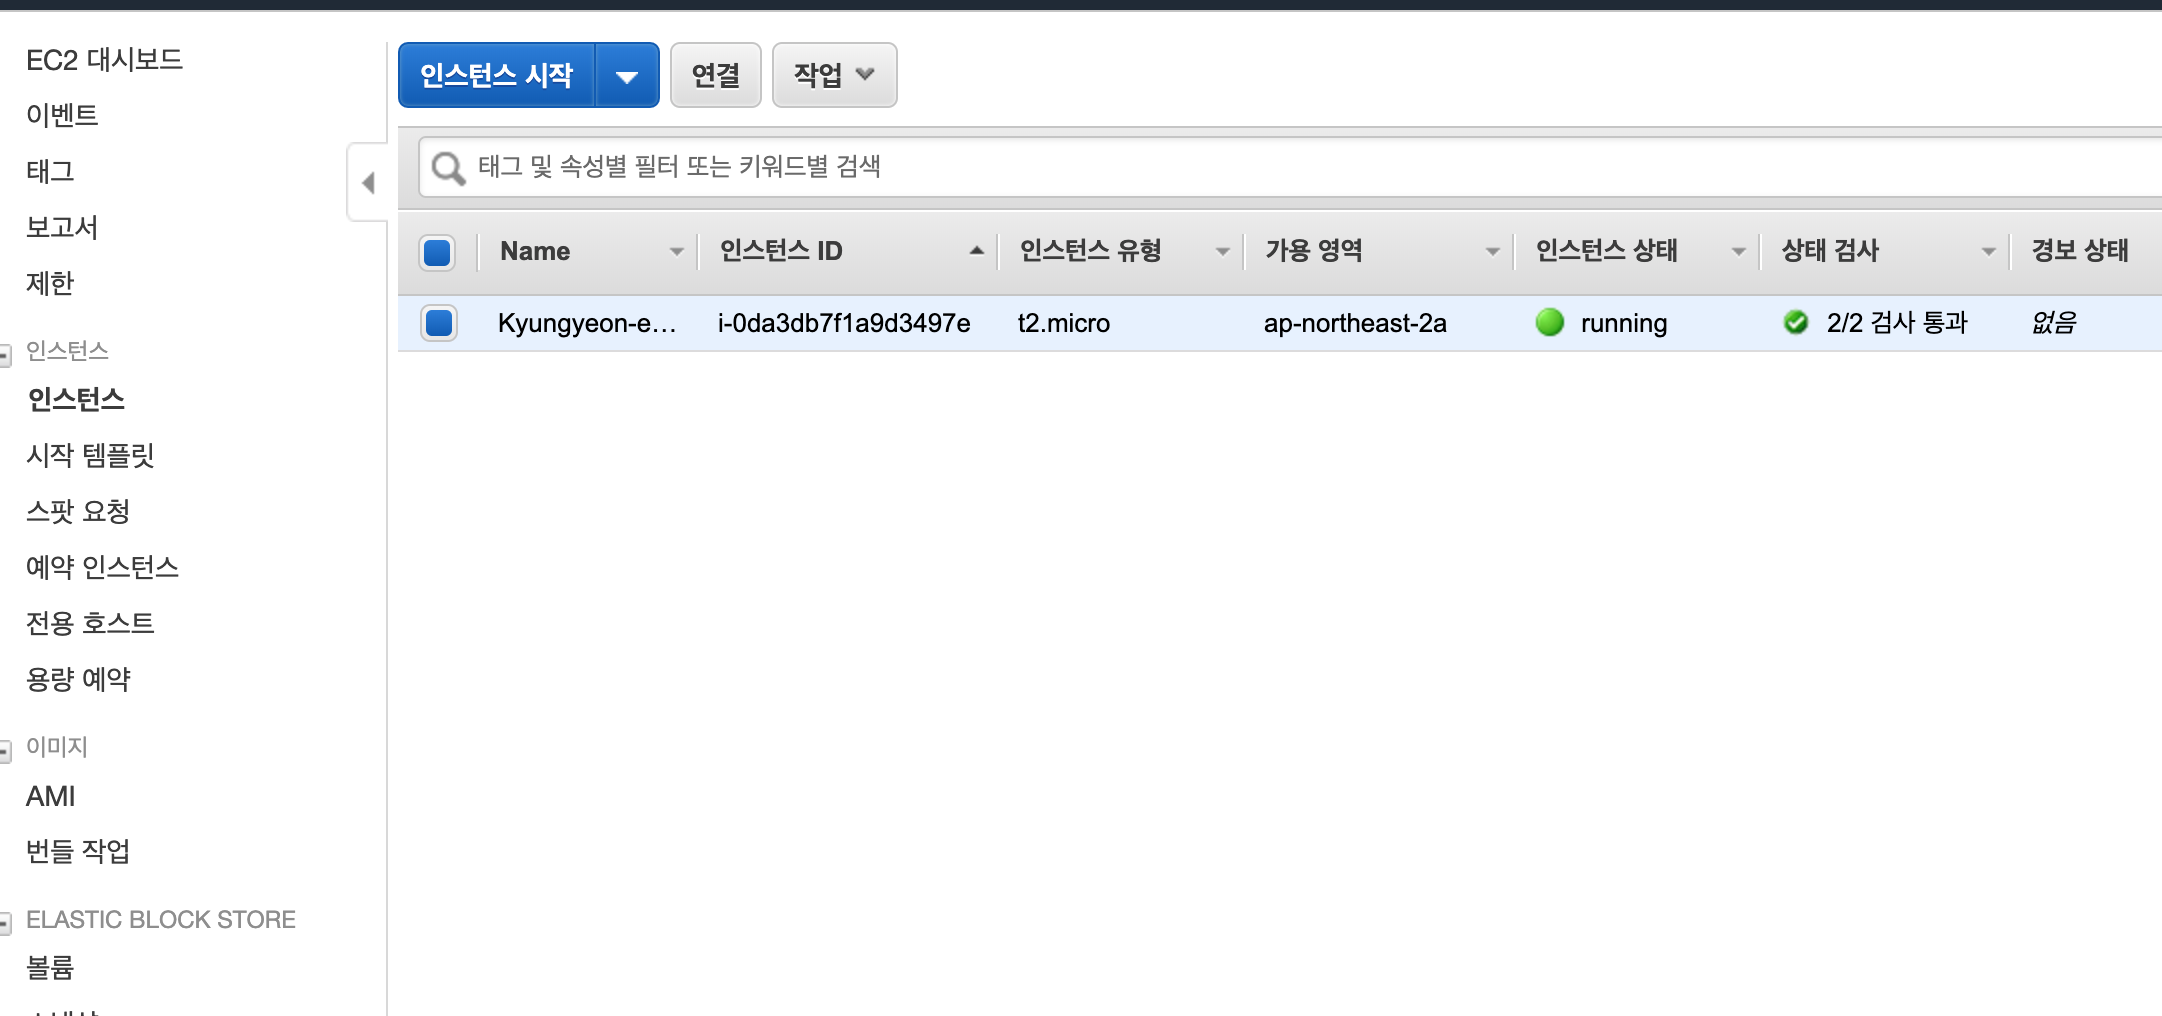 EC2 대시보드
이벤트
태그
보고서
제한
인스턴스
인스턴스
시작 템플릿
스팟 요청
예약 인스턴스
전용 호스트
용량 예약
이미지
AMI
번들 작업
ELASTIC BLOCK STORE
볼륨
인스턴스 시작 연결 작업
태그 및 속성별 필터 또는 키워드별 검색
Name 인스턴스 ID 인스턴스 유형 가용 영역 인스턴스 상태 상태 검사 경보 상태
Kyungyeon-e... i-0da3db7f1a9d3497e t2.micro ap-northeast-2a running 2/2 검사 통과 없음